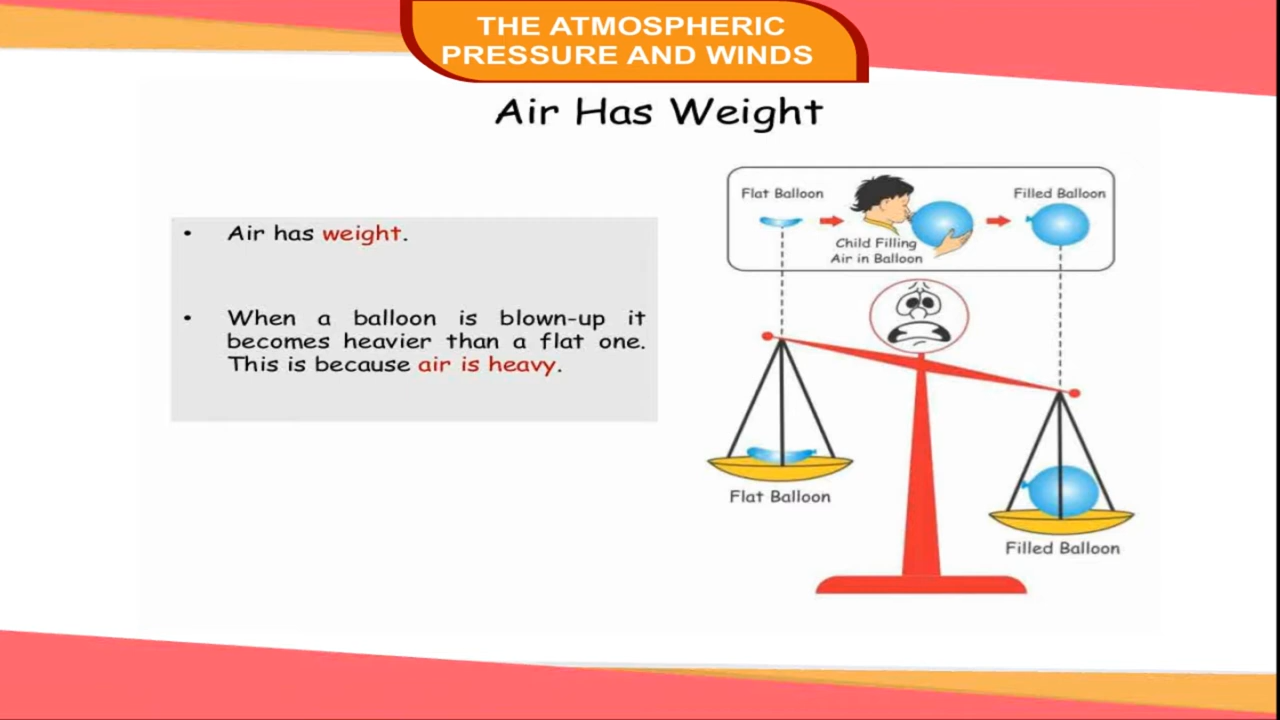 THE ATMOSPHERIC
PRESSURE AND WINDS
Air Has Weight
• Air has weight.
• When a balloon is blown-up it
becomes heavier than a flat one.
This is because air is heavy.
Flat Balloon
Filled Balloon
Child Filling
Air in Balloon
Flat Balloon
Filled Balloon